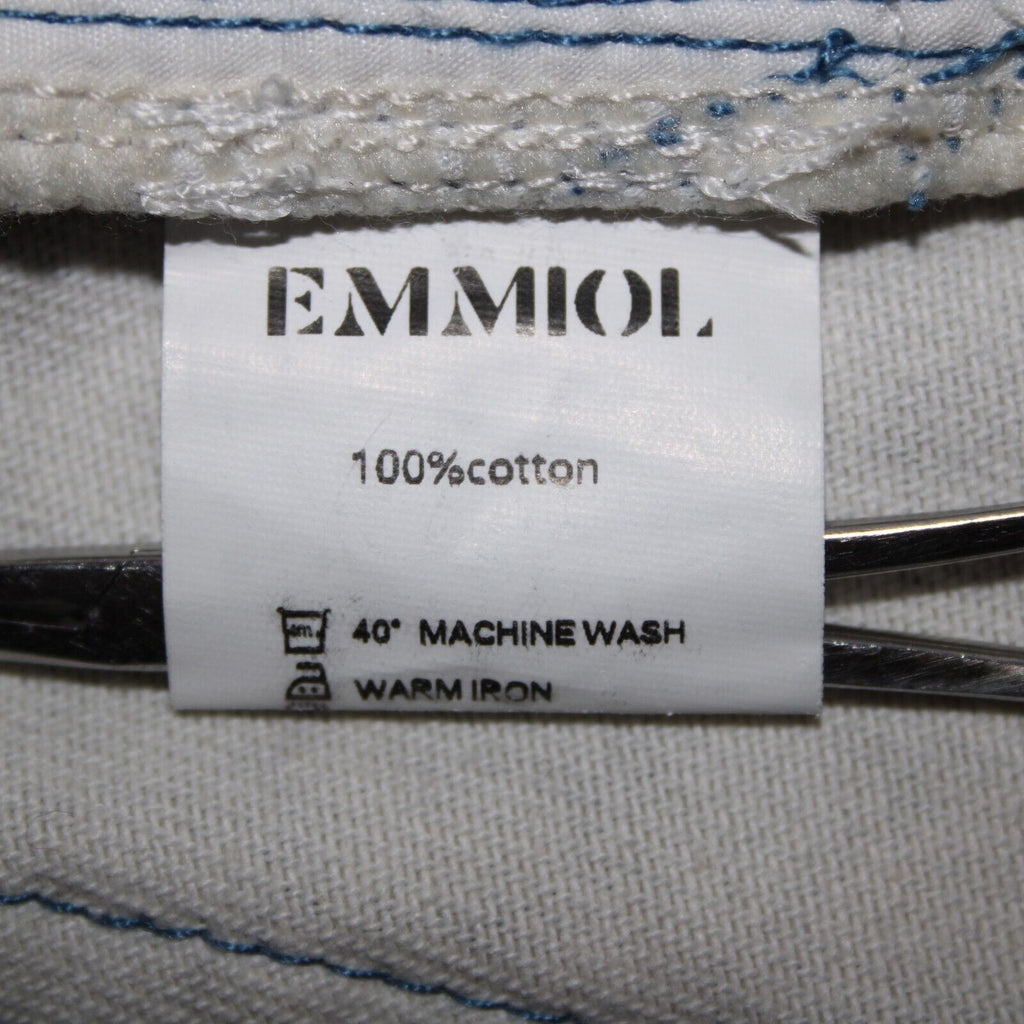 EMMIOL
100%cotton
40° MACHINE WASH
WARM IRON